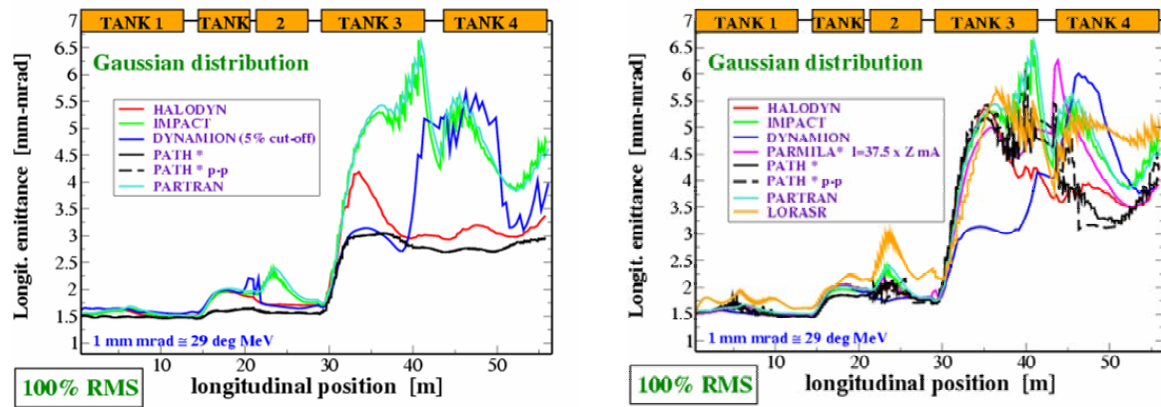 TANK 1 TANK 2 TANK 3 TANK 4
Gaussian distribution
HALODYN
IMPACT
DYNAMION (5% cut-off)
PATH *
PATH * p-p
PARTRAN
Longit. emittance [mm-mrad]
7
6.5
6
5.5
5
4.5
4
3.5
3
2.5
2
1.5
1
1 mm mrad ≅ 29 deg MeV
0 10 20 30 40 50
100% RMS
longitudinal position [m]
TANK 1 TANK 2 TANK 3 TANK 4
Gaussian distribution
HALODYN
IMPACT
DYNAMION
PARMILA* I=37.5 x Z mA
PATH *
PATH * p-p
PARTRAN
LORASR
Longit. emittance [mm-mrad]
7
6.5
6
5.5
5
4.5
4
3.5
3
2.5
2
1.5
1
1 mm mrad ≅ 29 deg MeV
0 10 20 30 40 50
100% RMS
longitudinal position [m]